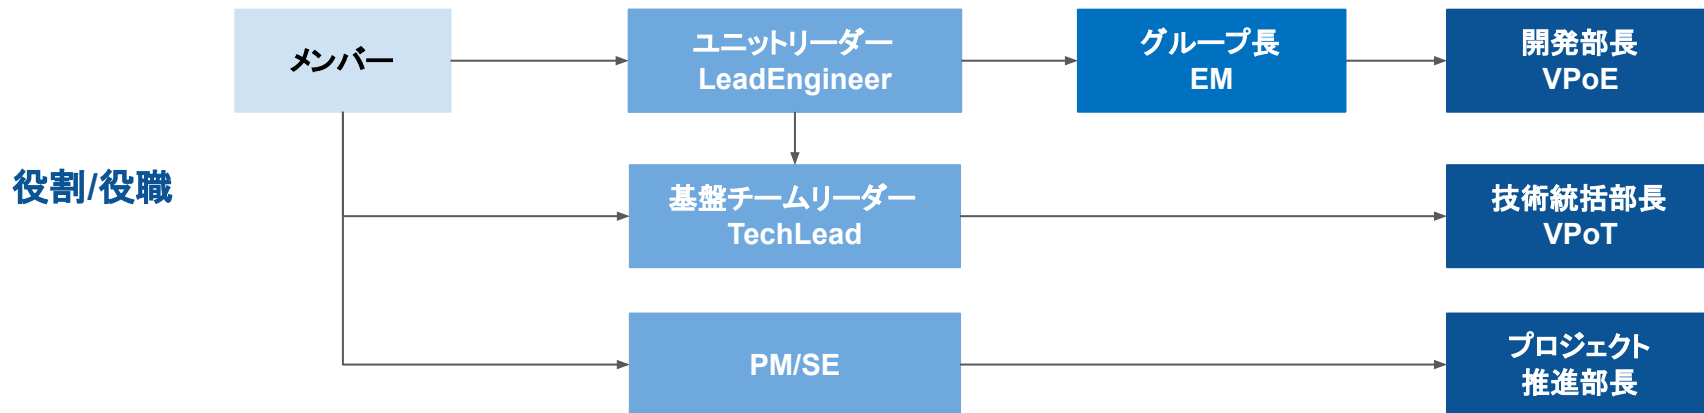 メンバー
ユニットリーダー
LeadEngineer
グループ長
EM
開発部長
VPoE
役割/役職
基盤チームリーダー
TechLead
技術統括部長
VPoT
PM/SE
プロジェクト
推進部長